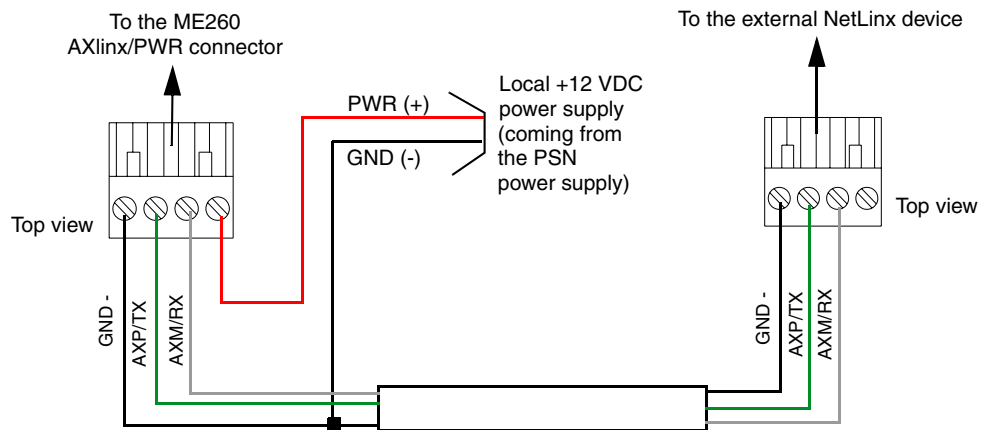 To the ME260
AXlinx/PWR connector
To the external NetLinx device
PWR (+)
GND (-)
Local +12 VDC
power supply
(coming from
the PSN
power supply)
Top view
Top view
GND -
AXP/TX
AXM/RX
GND -
AXP/TX
AXM/RX